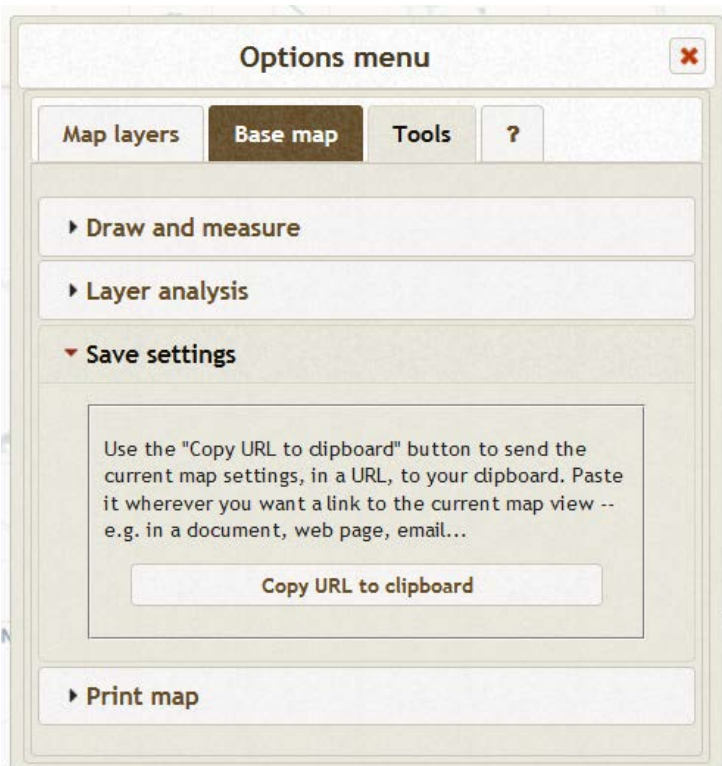 Options menu
Map layers Base map Tools ?
Draw and measure
Layer analysis
Save settings
Use the "Copy URL to clipboard" button to send the
current map settings, in a URL, to your clipboard. Paste
it wherever you want a link to the current map view --
e.g. in a document, web page, email...
Copy URL to clipboard
Print map